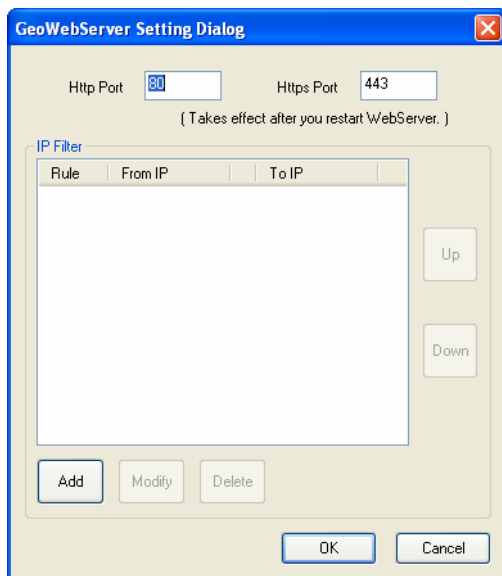 GeoWebServer Setting Dialog
Http Port 80 Https Port 443
( Takes effect after you restart WebServer. )
IP Filter
Rule From IP To IP
Up
Down
Add Modify Delete
OK Cancel